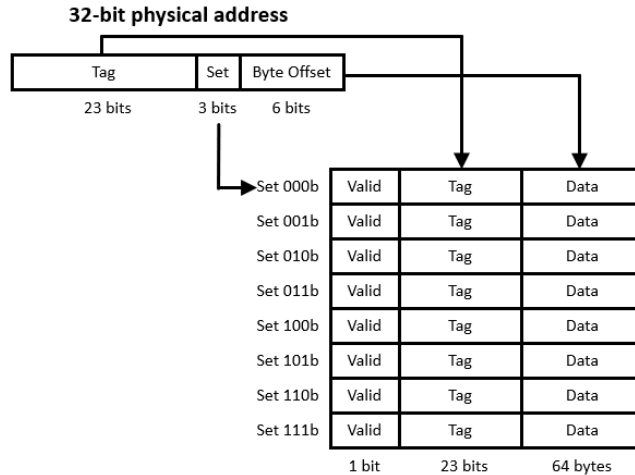 32-bit physical address
Tag Set Byte Offset
23 bits 3 bits 6 bits
Set 000b Valid Tag Data
Set 001b Valid Tag Data
Set 010b Valid Tag Data
Set 011b Valid Tag Data
Set 100b Valid Tag Data
Set 101b Valid Tag Data
Set 110b Valid Tag Data
Set 111b Valid Tag Data
1 bit 23 bits 64 bytes